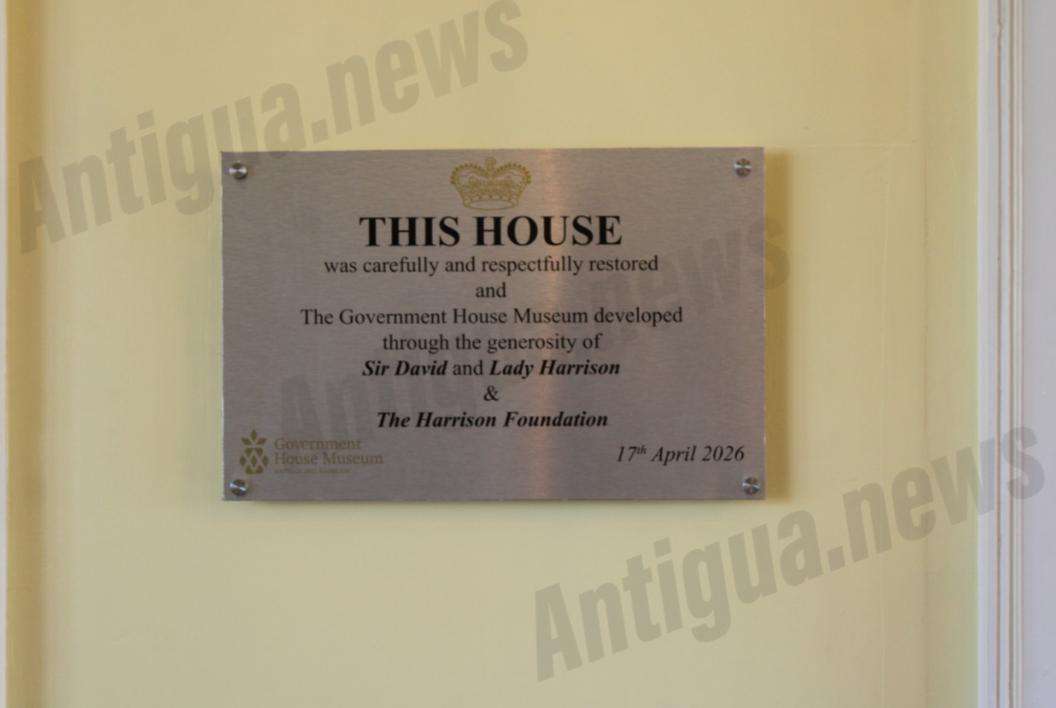 Antigua.news
THIS HOUSE
was carefully and respectfully restored
and
The Government House Museum developed
through the generosity of
Sir David and Lady Harrison
&
The Harrison Foundation
Government
House Museum
17th April 2026
Antigua.news
Antigua.news